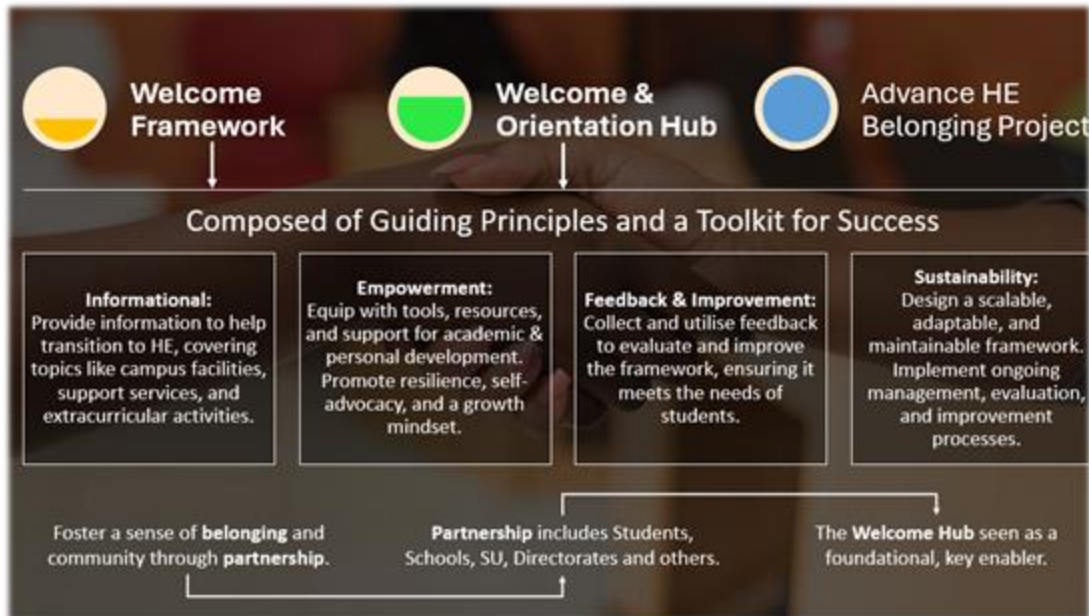 Welcome
Framework
Welcome &
Orientation Hub
Advance HE
Belonging Project
Composed of Guiding Principles and a Toolkit for Success
Informational:
Provide information to help
transition to HE, covering
topics like campus facilities,
support services, and
extracurricular activities.
Empowerment:
Equip with tools, resources,
and support for academic &
personal development.
Promote resilience, self-
advocacy, and a growth
mindset.
Feedback & Improvement:
Collect and utilise feedback
to evaluate and improve
the framework, ensuring it
meets the needs of
students.
Sustainability:
Design a scalable,
adaptable, and
maintainable framework.
Implement ongoing
management, evaluation,
and improvement
processes.
Foster a sense of belonging and
community through partnership.
Partnership includes Students,
Schools, SU, Directorates and others.
The Welcome Hub seen as a
foundational, key enabler.